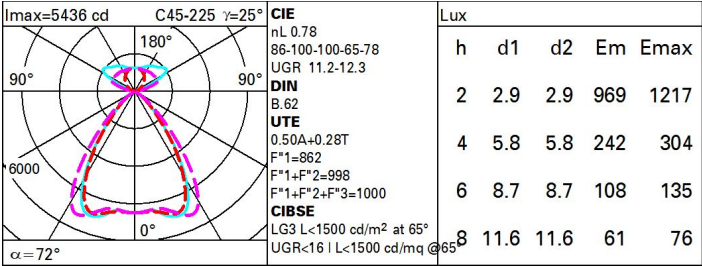 Imax=5436 cd C45-225 γ=25°
180°
90° 90°
6000
0°
α=72°
CIE
nL 0.78
86-100-100-65-78
UGR 11.2-12.3
DIN
B.62
UTE
0.50A+0.28T
F"1=862
F"1+F"2=998
F"1+F"2+F"3=1000
CIBSE
LG3 L<1500 cd/m² at 65°
UGR<16 | L<1500 cd/mq @65°
Lux
h d1 d2 Em Emax
2 2.9 2.9 969 1217
4 5.8 5.8 242 304
6 8.7 8.7 108 135
8 11.6 11.6 61 76